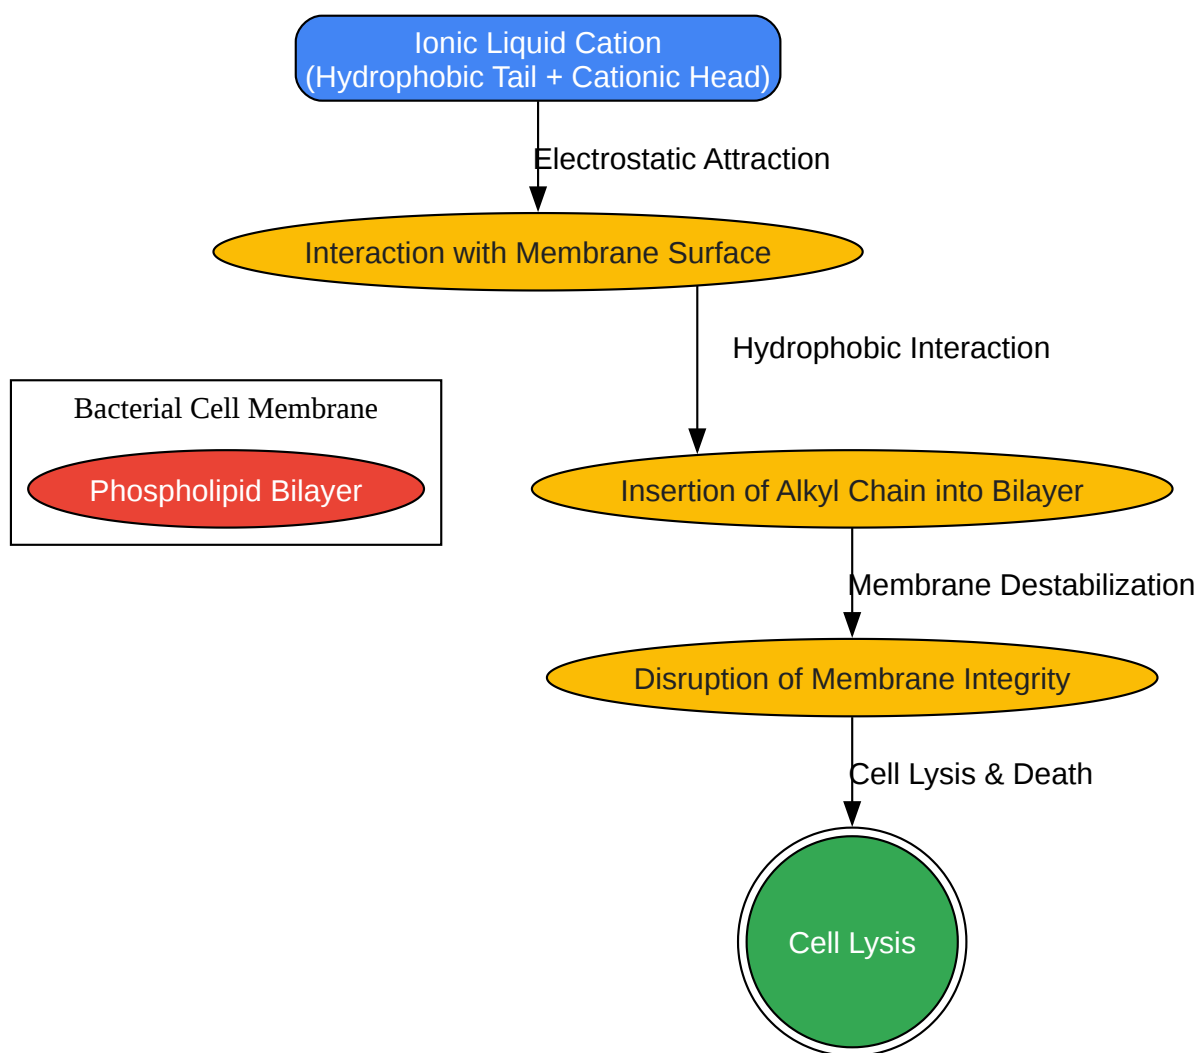 Ionic Liquid Cation
(Hydrophobic Tail + Cationic Head)
Electrostatic Attraction
Interaction with Membrane Surface
Hydrophobic Interaction
Bacterial Cell Membrane
Phospholipid Bilayer
Insertion of Alkyl Chain into Bilayer
Membrane Destabilization
Disruption of Membrane Integrity
Cell Lysis & Death
Cell Lysis